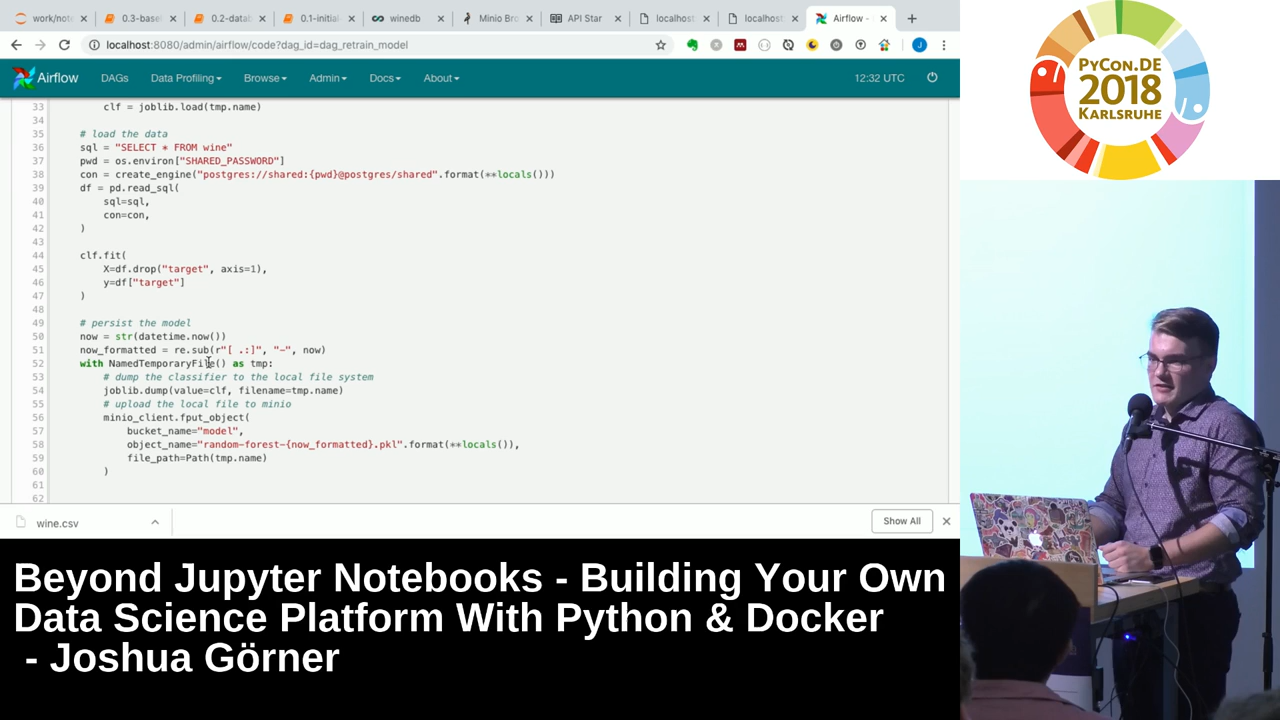 work/note
0.3-basel
0.2-datab
0.1-initial
winedb
Minio Bro
API Star
localhost
localhost:
Airflow -
localhost:8080/admin/airflow/code?dag_id=dag_retrain_model
J
Airflow DAGs Data Profiling Browse Admin Docs About 12:32 UTC
33 clf = joblib.load(tmp.name)
34
35 # load the data
36 sql = "SELECT * FROM wine"
37 pwd = os.environ["SHARED_PASSWORD"]
38 con = create_engine("postgres://shared:{pwd}@postgres/shared".format(**locals()))
39 df = pd.read_sql(
40 sql=sql,
41 con=con,
42 )
43
44 clf.fit(
45 X=df.drop("target", axis=1),
46 y=df["target"]
47 )
48
49 # persist the model
50 now = str(datetime.now())
51 now_formatted = re.sub(r"[ .:]", "-", now)
52 with NamedTemporaryFile() as tmp:
53 # dump the classifier to the local file system
54 joblib.dump(value=clf, filename=tmp.name)
55 # upload the local file to minio
56 minio_client.fput_object(
57 bucket_name="model",
58 object_name="random-forest-{now_formatted}.pkl".format(**locals()),
59 file_path=Path(tmp.name)
60 )
61
62
wine.csv
Show All
PyCon.DE
2018
KARLSRUHE
Beyond Jupyter Notebooks - Building Your Own
Data Science Platform With Python & Docker
- Joshua Görner